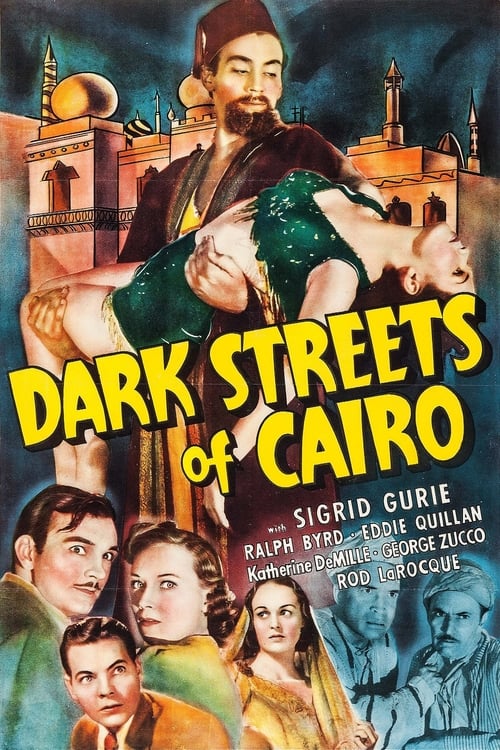 DARK STREETS
of CAIRO
with SIGRID GURIE
RALPH BYRD · EDDIE QUILLAN
Katherine DeMILLE · GEORGE ZUCCO
ROD LaROCQUE